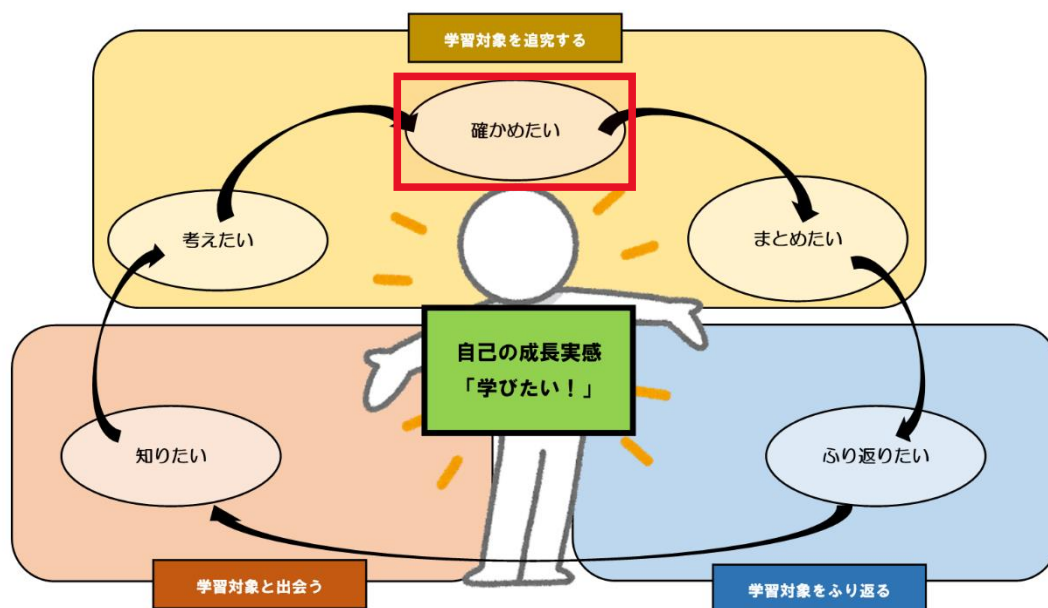 学習対象を追究する
確かめたい
考えたい
まとめたい
自己の成長実感
「学びたい！」
知りたい
ふり返りたい
学習対象と出会う
学習対象をふり返る